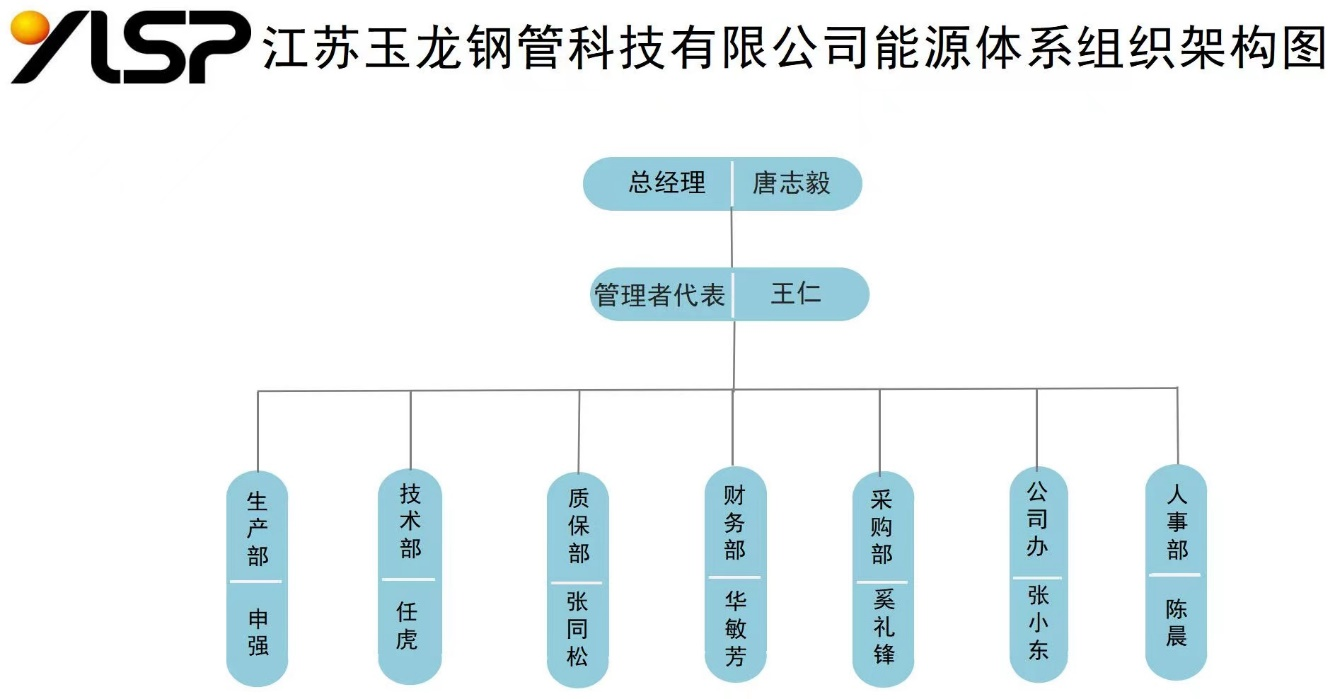 YLSP 江苏玉龙钢管科技有限公司能源体系组织架构图
总经理 唐志毅
管理者代表 王仁
生产部
申强
技术部
任虎
质保部
张同松
财务部
华敏芳
采购部
奚礼锋
公司办
张小东
人事部
陈晨